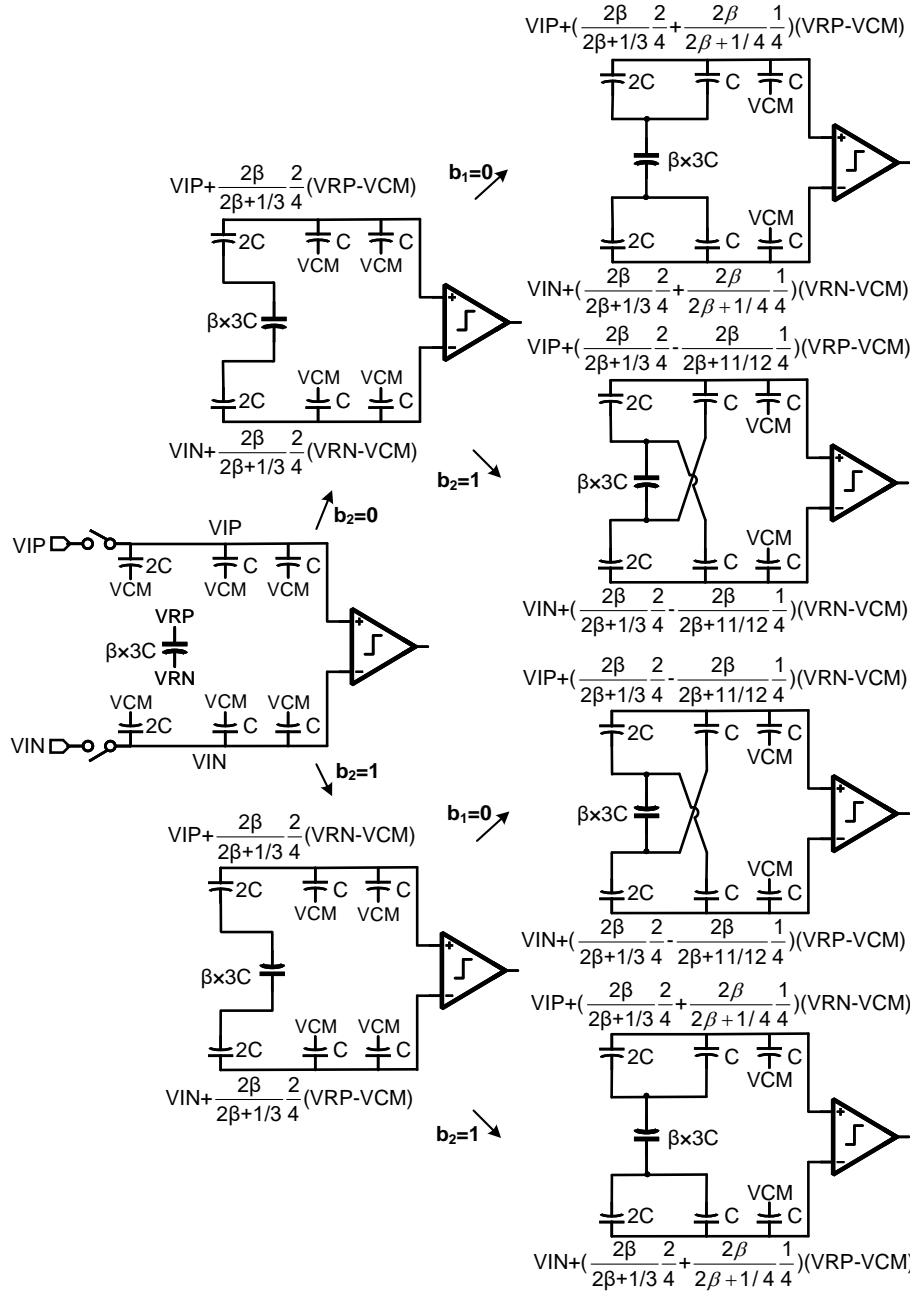 VIP+(2β/(2β+1/3) 2/4+2β/(2β+1/4) 1/4)(VRP-VCM)
2C
C
C
VCM
β×3C
b1=0
VCM
2C
C
C
VIN+(2β/(2β+1/3) 2/4+2β/(2β+1/4) 1/4)(VRN-VCM)
VIP+2β/(2β+1/3) 2/4(VRP-VCM)
2C
C
C
VCM
VCM
β×3C
VCM
VCM
2C
C
C
VIN+2β/(2β+1/3) 2/4(VRN-VCM)
VIP+(2β/(2β+1/3) 2/4-2β/(2β+11/12) 1/4)(VRP-VCM)
2C
C
C
VCM
b2=1
β×3C
VCM
2C
C
C
VIN+(2β/(2β+1/3) 2/4-2β/(2β+11/12) 1/4)(VRN-VCM)
b2=0
VIP
VIP
2C
C
C
VCM
VCM
VCM
VRP
β×3C
VRN
VCM
VCM
VCM
2C
C
C
VIN
VIN
b2=1
VIP+(2β/(2β+1/3) 2/4-2β/(2β+11/12) 1/4)(VRN-VCM)
2C
C
C
VCM
b1=0
β×3C
VCM
2C
C
C
VIN+(2β/(2β+1/3) 2/4-2β/(2β+11/12) 1/4)(VRP-VCM)
VIP+2β/(2β+1/3) 2/4(VRN-VCM)
2C
C
C
VCM
VCM
β×3C
VCM
VCM
2C
C
C
VIN+2β/(2β+1/3) 2/4(VRP-VCM)
VIP+(2β/(2β+1/3) 2/4+2β/(2β+1/4) 1/4)(VRN-VCM)
2C
C
C
VCM
b2=1
β×3C
VCM
2C
C
C
VIN+(2β/(2β+1/3) 2/4+2β/(2β+1/4) 1/4)(VRP-VCM)